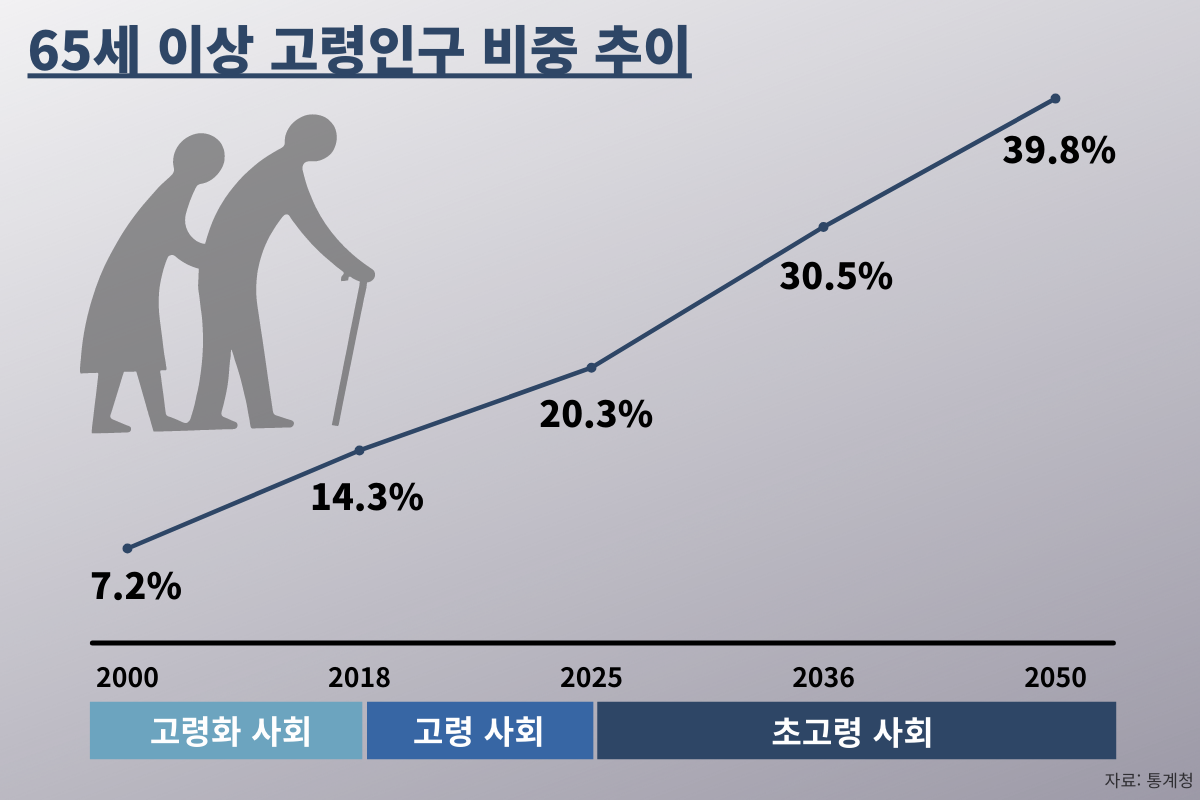 65세 이상 고령인구 비중 추이
39.8%
30.5%
20.3%
14.3%
7.2%
2000 2018 2025 2036 2050
고령화 사회 고령 사회 초고령 사회
자료: 통계청